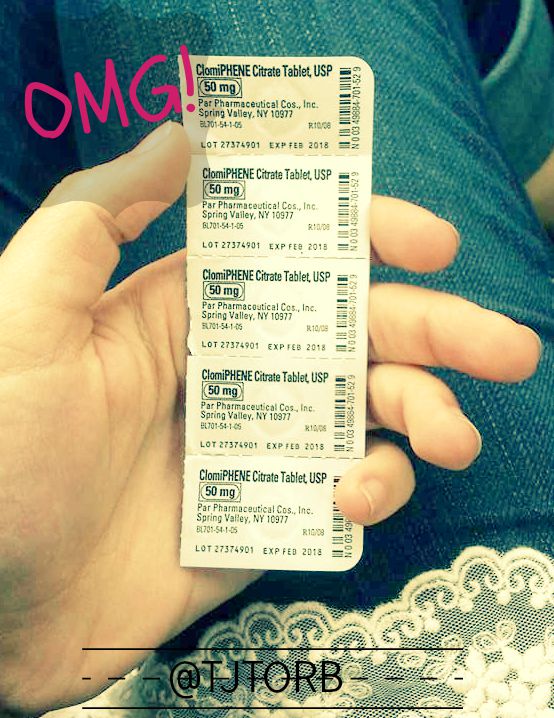 OMG!
ClomiPHENE Citrate Tablet, USP
50 mg
Par Pharmaceutical Cos., Inc.
Spring Valley, NY 10977
BL701-54-1-05 R10/08
LOT 27374901 EXP FEB 2018
N 0 03 49884-701-52 9
ClomiPHENE Citrate Tablet, USP
50 mg
Par Pharmaceutical Cos., Inc.
Spring Valley, NY 10977
BL701-54-1-05 R10/08
LOT 27374901 EXP FEB 2018
N 0 03 49884-701-52 9
ClomiPHENE Citrate Tablet, USP
50 mg
Par Pharmaceutical Cos., Inc.
Spring Valley, NY 10977
BL701-54-1-05 R10/08
LOT 27374901 EXP FEB 2018
N 0 03 49884-701-52 9
ClomiPHENE Citrate Tablet, USP
50 mg
Par Pharmaceutical Cos., Inc.
Spring Valley, NY 10977
BL701-54-1-05 R10/08
LOT 27374901 EXP FEB 2018
N 0 03 49884-701-52 9
ClomiPHENE Citrate Tablet, USP
50 mg
Par Pharmaceutical Cos., Inc.
Spring Valley, NY 10977
BL701-54-1-05 R10/08
LOT 27374901 EXP FEB 2018
N 0 03
@TJTORB